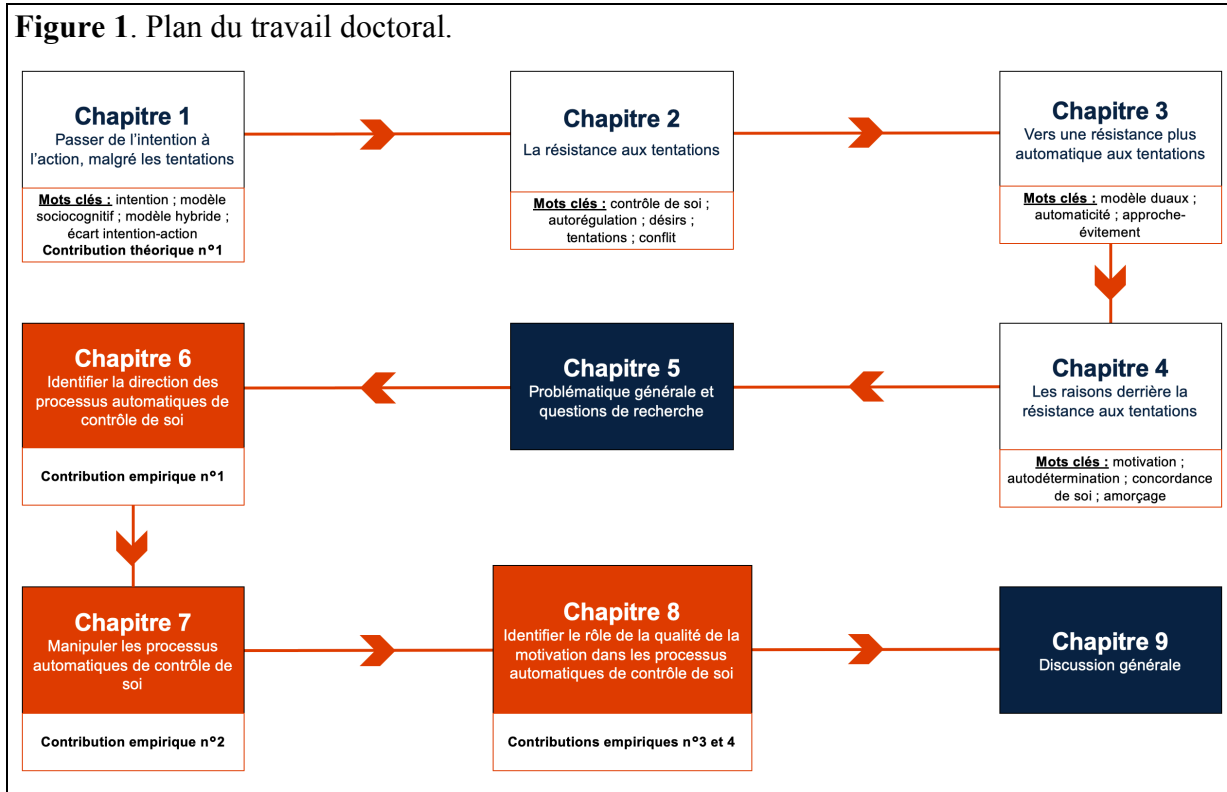 Figure 1. Plan du travail doctoral.
Chapitre 1
Passer de l'intention à
l'action, malgré les tentations
Mots clés : intention ; modèle
sociocognitif ; modèle hybride ;
écart intention-action
Contribution théorique n°1
Chapitre 2
La résistance aux tentations
Mots clés : contrôle de soi ;
autorégulation ; désirs ;
tentations ; conflit
Chapitre 3
Vers une résistance plus
automatique aux tentations
Mots clés : modèle duaux ;
automaticité ; approche-
évitement
Chapitre 4
Les raisons derrière la
résistance aux tentations
Mots clés : motivation ;
autodétermination ; concordance
de soi ; amorçage
Chapitre 5
Problématique générale et
questions de recherche
Chapitre 6
Identifier la direction des
processus automatiques de
contrôle de soi
Contribution empirique n°1
Chapitre 7
Manipuler les processus
automatiques de contrôle de
soi
Contribution empirique n°2
Chapitre 8
Identifier le rôle de la qualité de la
motivation dans les processus
automatiques de contrôle de soi
Contributions empiriques n°3 et 4
Chapitre 9
Discussion générale